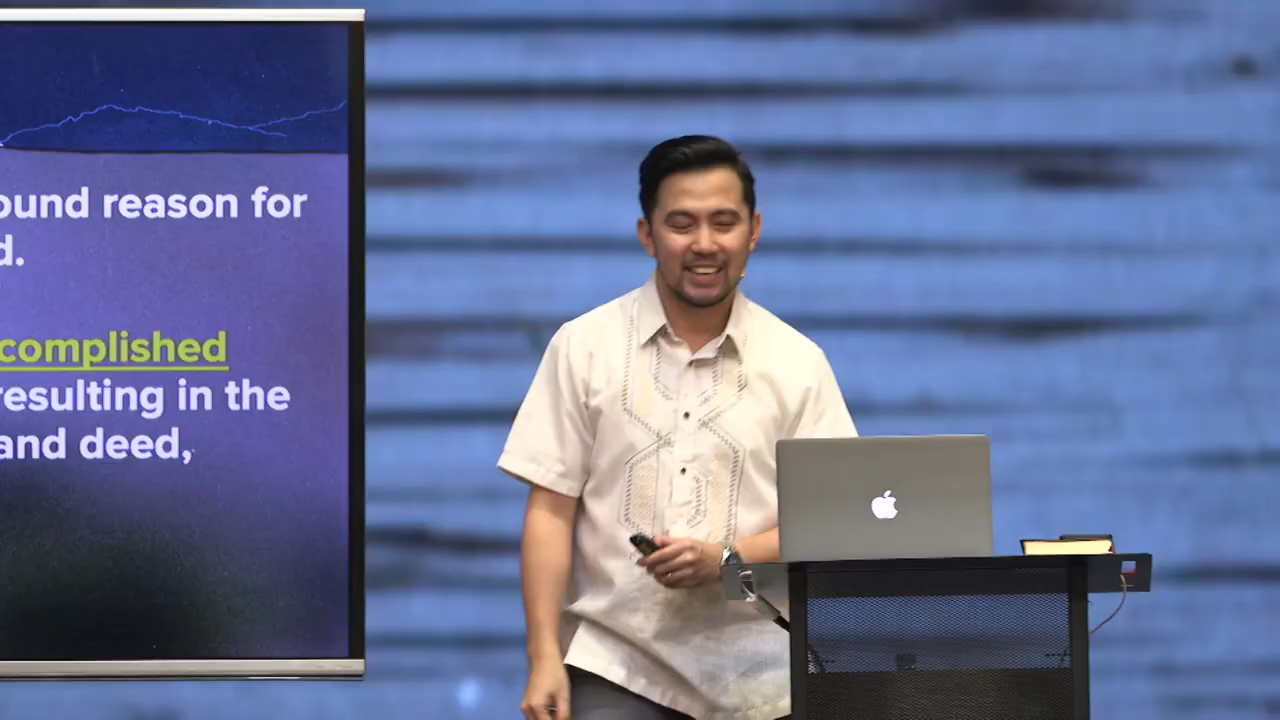 ound reason for
d.
complished
resulting in the
and deed,